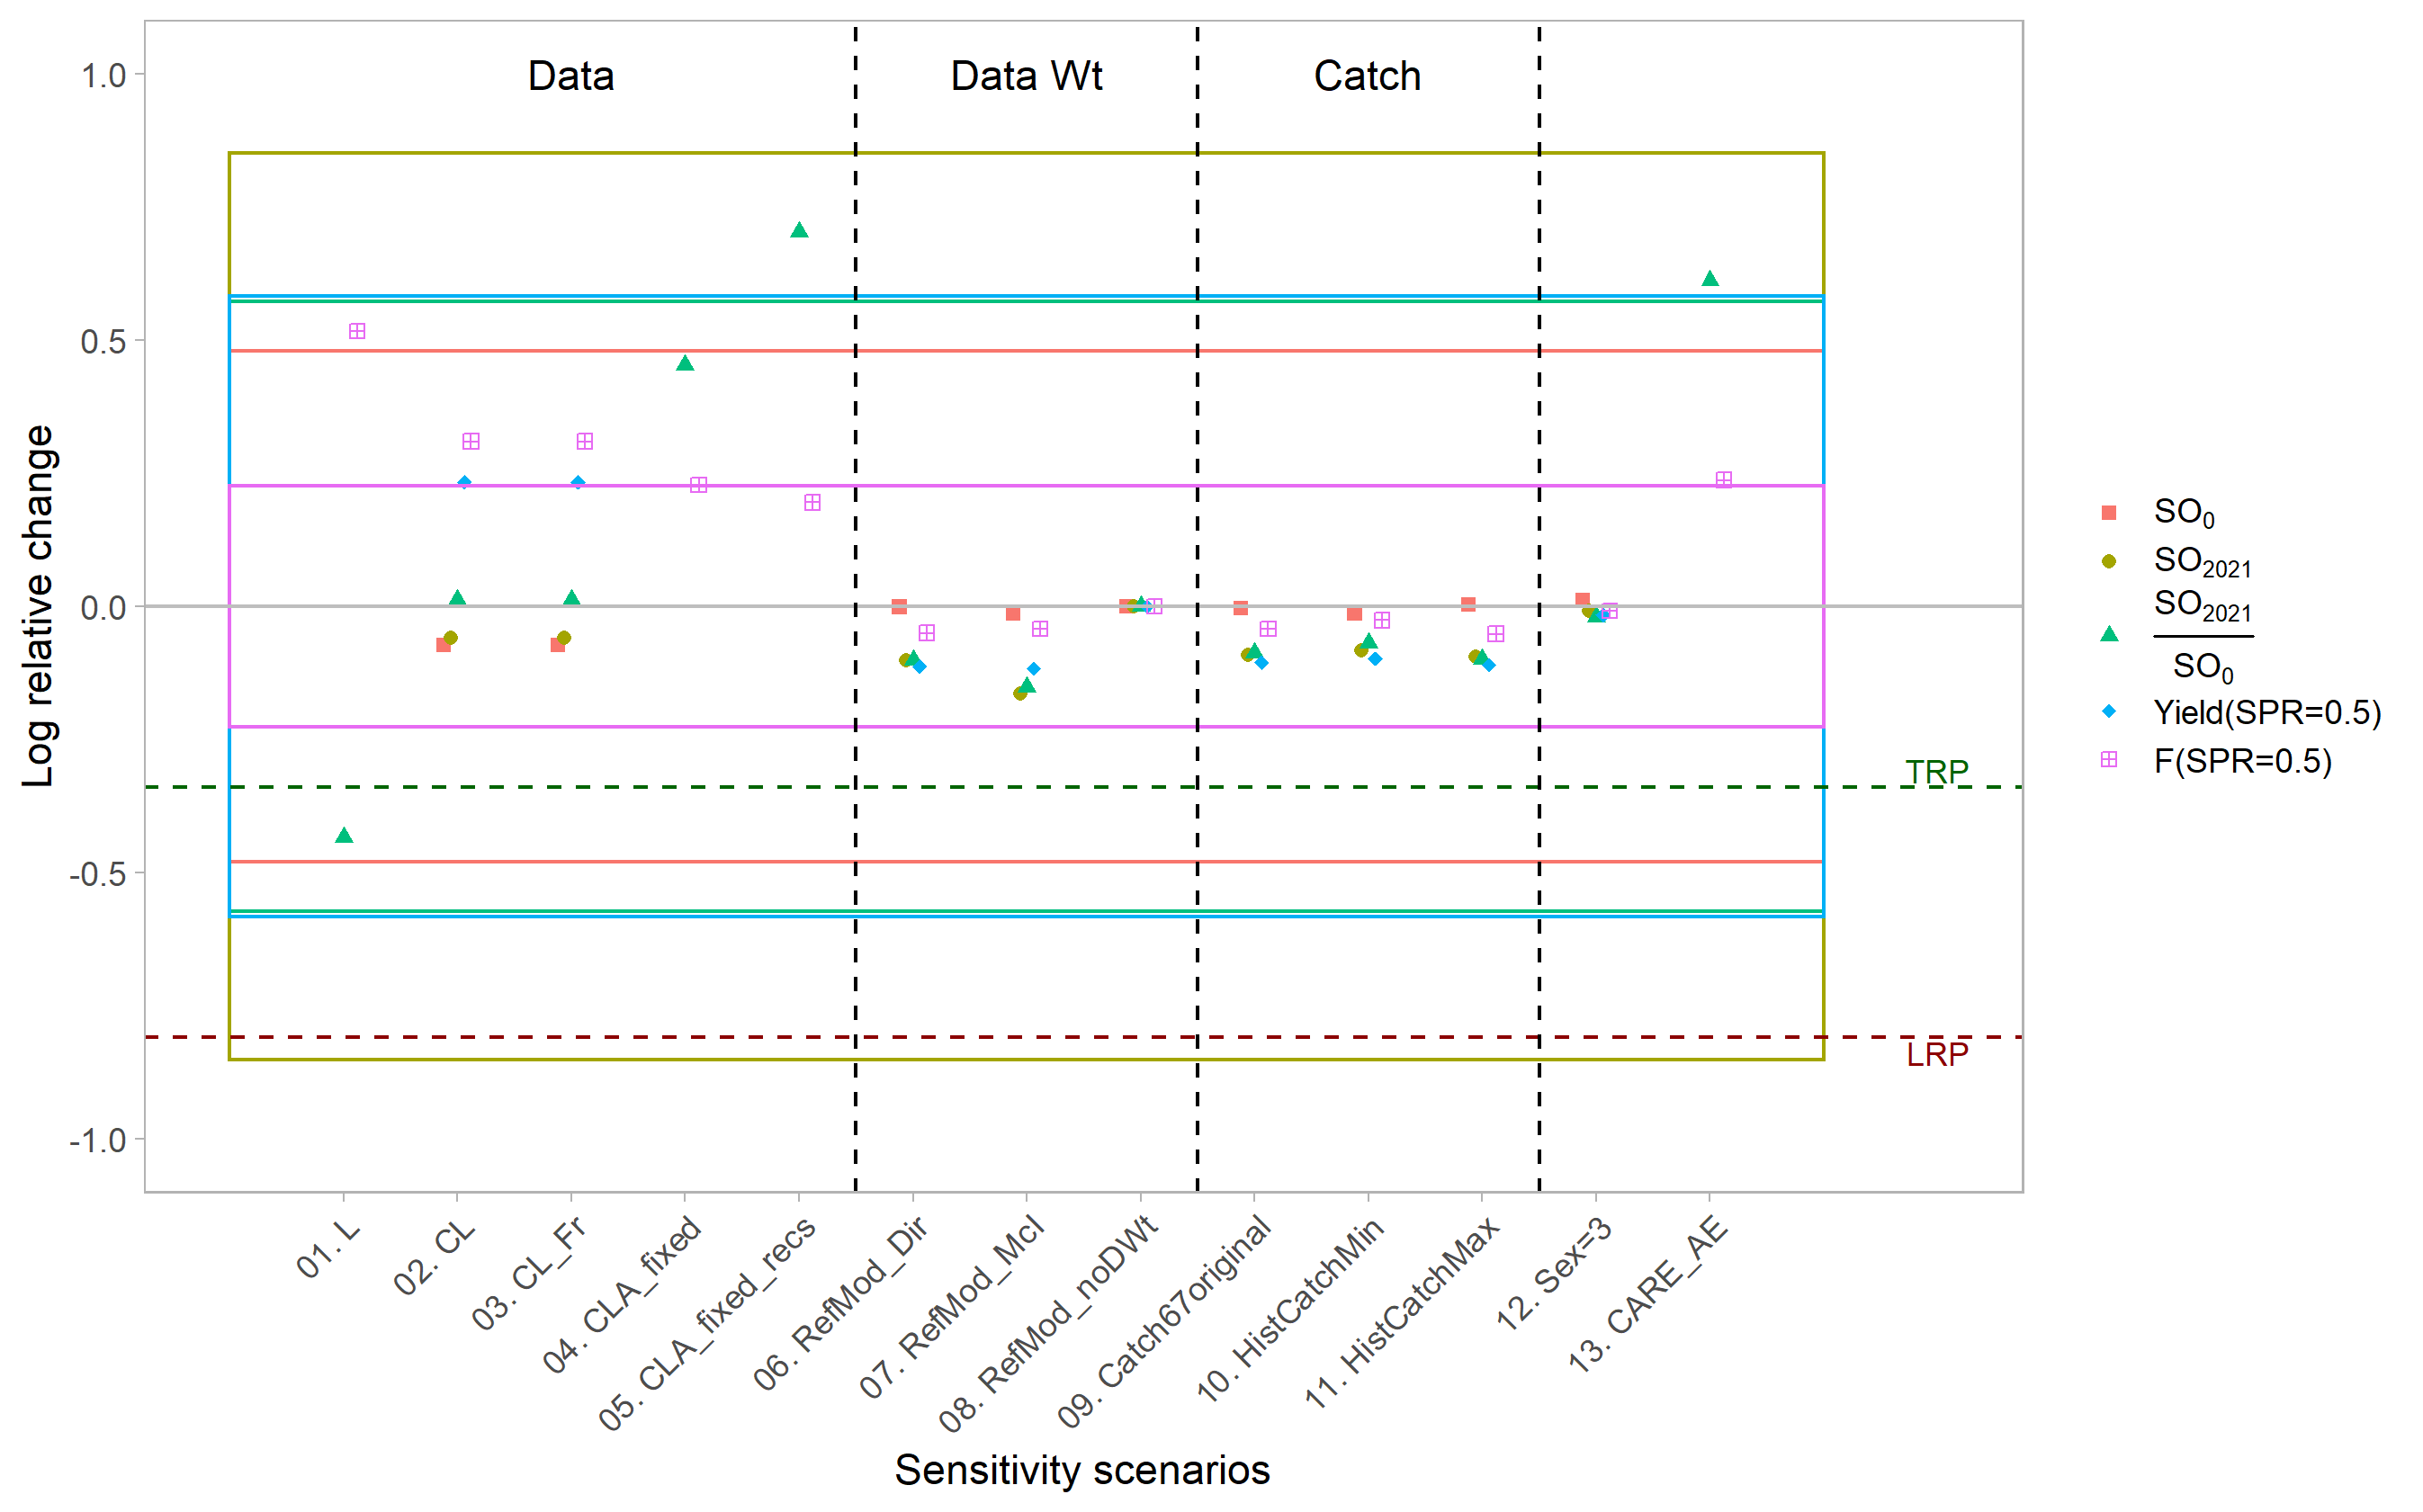 Data
Data Wt
Catch
1.0
0.5
0.0
-0.5
-1.0
Log relative change
TRP
LRP
01. L
02. CL
03. CL_Fr
04. CLA_fixed
05. CLA_fixed_recs
06. RefMod_Dir
07. RefMod_McI
08. RefMod_noDWt
09. Catch67original
10. HistCatchMin
11. HistCatchMax
12. Sex=3
13. CARE_AE
Sensitivity scenarios
SO0
SO2021
SO2021
SO0
Yield(SPR=0.5)
F(SPR=0.5)